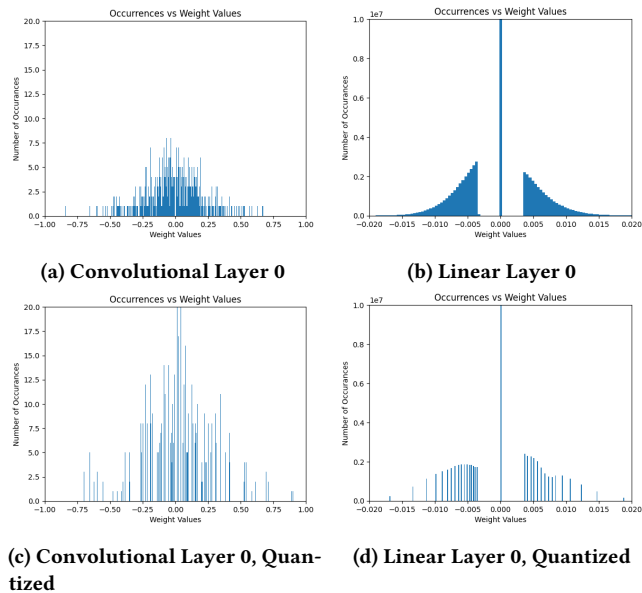 Occurrences vs Weight Values
20.0
17.5
15.0
12.5
10.0
7.5
5.0
2.5
0.0
Number of Occurances
−1.00 −0.75 −0.50 −0.25 0.00 0.25 0.50 0.75 1.00
Weight Values
(a) Convolutional Layer 0
1e7
Occurrences vs Weight Values
1.0
0.8
0.6
0.4
0.2
0.0
Number of Occurances
−0.020 −0.015 −0.010 −0.005 0.000 0.005 0.010 0.015 0.020
Weight Values
(b) Linear Layer 0
Occurrences vs Weight Values
20.0
17.5
15.0
12.5
10.0
7.5
5.0
2.5
0.0
Number of Occurances
−1.00 −0.75 −0.50 −0.25 0.00 0.25 0.50 0.75 1.00
Weight Values
(c) Convolutional Layer 0, Quan-
tized
1e7
Occurrences vs Weight Values
1.0
0.8
0.6
0.4
0.2
0.0
Number of Occurances
−0.020 −0.015 −0.010 −0.005 0.000 0.005 0.010 0.015 0.020
Weight Values
(d) Linear Layer 0, Quantized